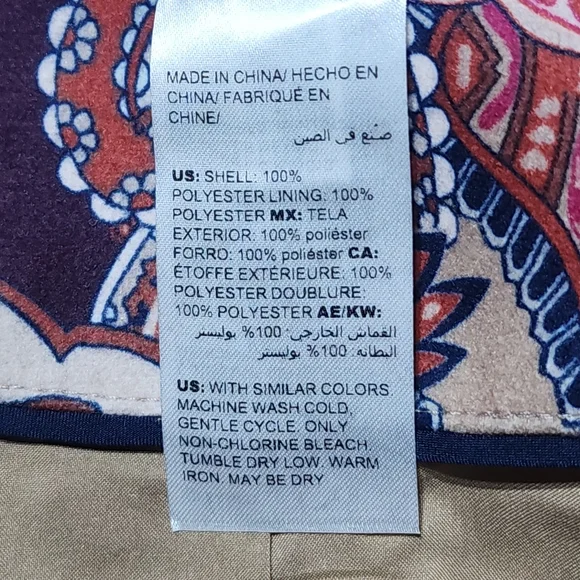 MADE IN CHINA/ HECHO EN
CHINA/ FABRIQUÉ EN
CHINE/
صنع في الصين
US: SHELL: 100%
POLYESTER LINING: 100%
POLYESTER MX: TELA
EXTERIOR: 100% poliéster
FORRO: 100% poliéster CA:
ÉTOFFE EXTÉRIEURE: 100%
POLYESTER DOUBLURE:
100% POLYESTER AE/KW:
القماش الخارجي: 100% بوليستر
البطانه: 100% بوليستر
US: WITH SIMILAR COLORS
MACHINE WASH COLD,
GENTLE CYCLE. ONLY
NON-CHLORINE BLEACH.
TUMBLE DRY LOW. WARM
IRON. MAY BE DRY